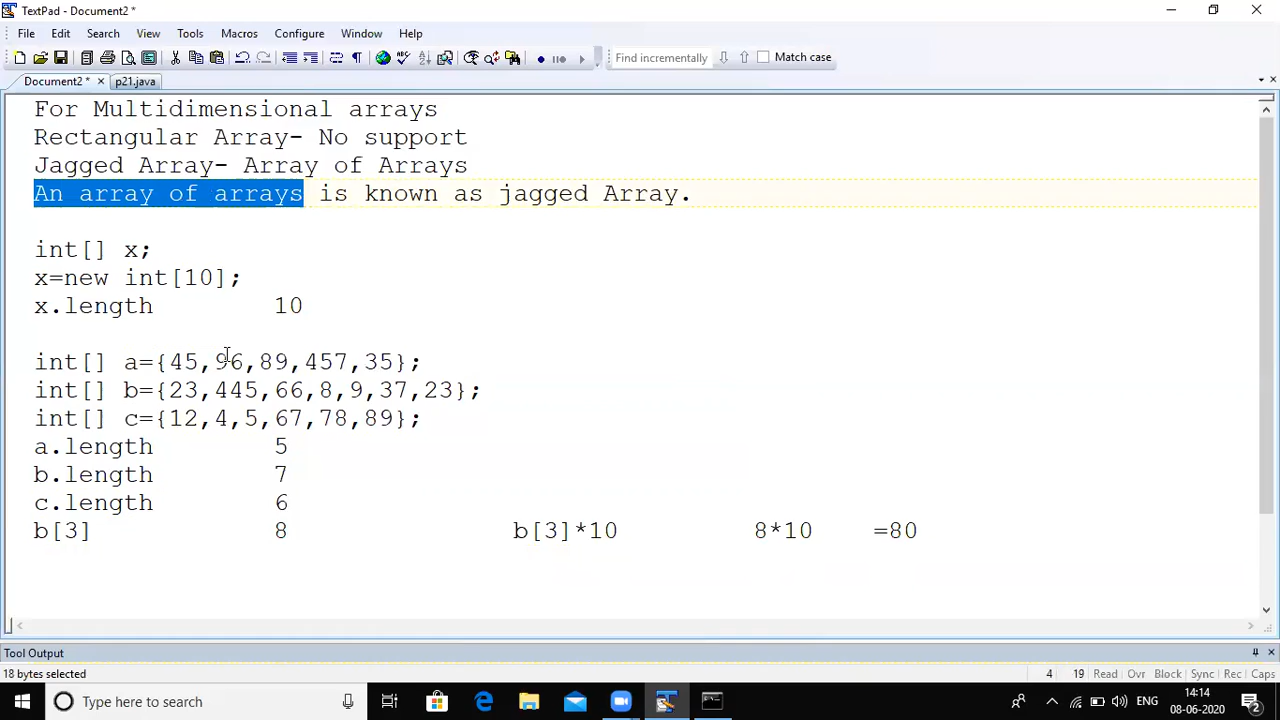 TextPad - Document2 *
File Edit Search View Tools Macros Configure Window Help
Find incrementally Match case
Document2 * p21.java
For Multidimensional arrays
Rectangular Array- No support
Jagged Array- Array of Arrays
An array of arrays is known as jagged Array.
int[] x;
x=new int[10];
x.length 10
int[] a={45,96,89,457,35};
int[] b={23,445,66,8,9,37,23};
int[] c={12,4,5,67,78,89};
a.length 5
b.length 7
c.length 6
b[3] 8 b[3]*10 8*10 =80
Tool Output
18 bytes selected 4 19 Read Ovr Block Sync Rec Caps
Type here to search ENG 14:14
08-06-2020 2